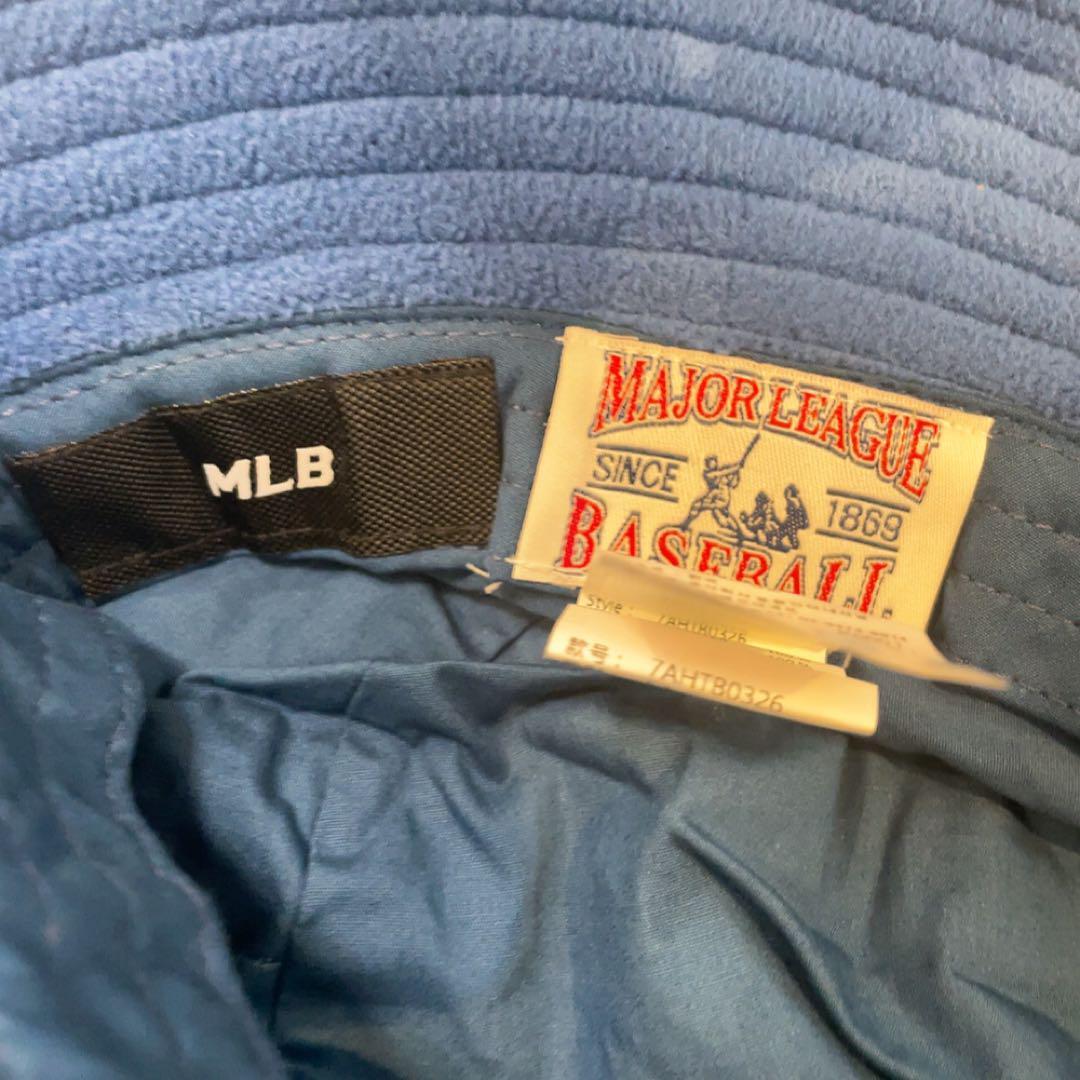 MLB
MAJOR LEAGUE
SINCE
1869
BASEBALL
Style : 7AHTB0326
款号 : 7AHTB0326